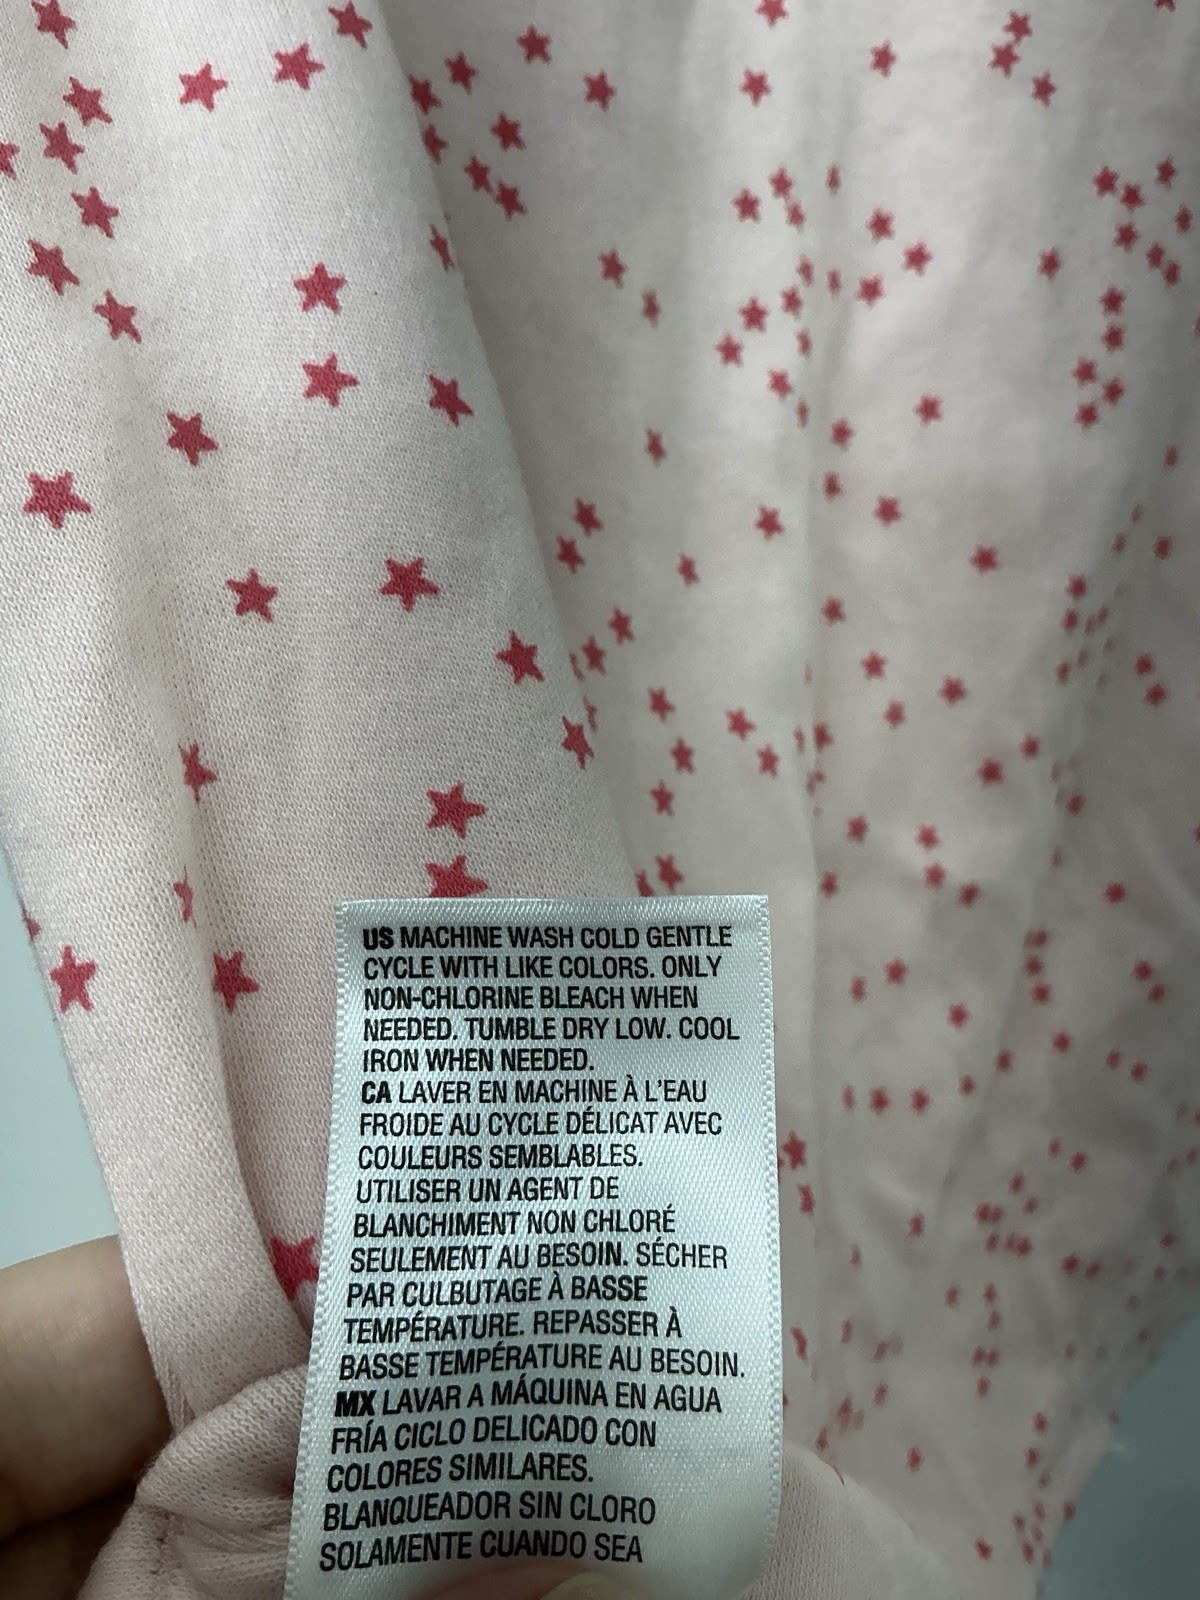 US MACHINE WASH COLD GENTLE
CYCLE WITH LIKE COLORS. ONLY
NON-CHLORINE BLEACH WHEN
NEEDED. TUMBLE DRY LOW. COOL
IRON WHEN NEEDED.
CA LAVER EN MACHINE À L'EAU
FROIDE AU CYCLE DÉLICAT AVEC
COULEURS SEMBLABLES.
UTILISER UN AGENT DE
BLANCHIMENT NON CHLORÉ
SEULEMENT AU BESOIN. SÉCHER
PAR CULBUTAGE À BASSE
TEMPÉRATURE. REPASSER À
BASSE TEMPÉRATURE AU BESOIN.
MX LAVAR A MÁQUINA EN AGUA
FRÍA CICLO DELICADO CON
COLORES SIMILARES.
BLANQUEADOR SIN CLORO
SOLAMENTE CUANDO SEA